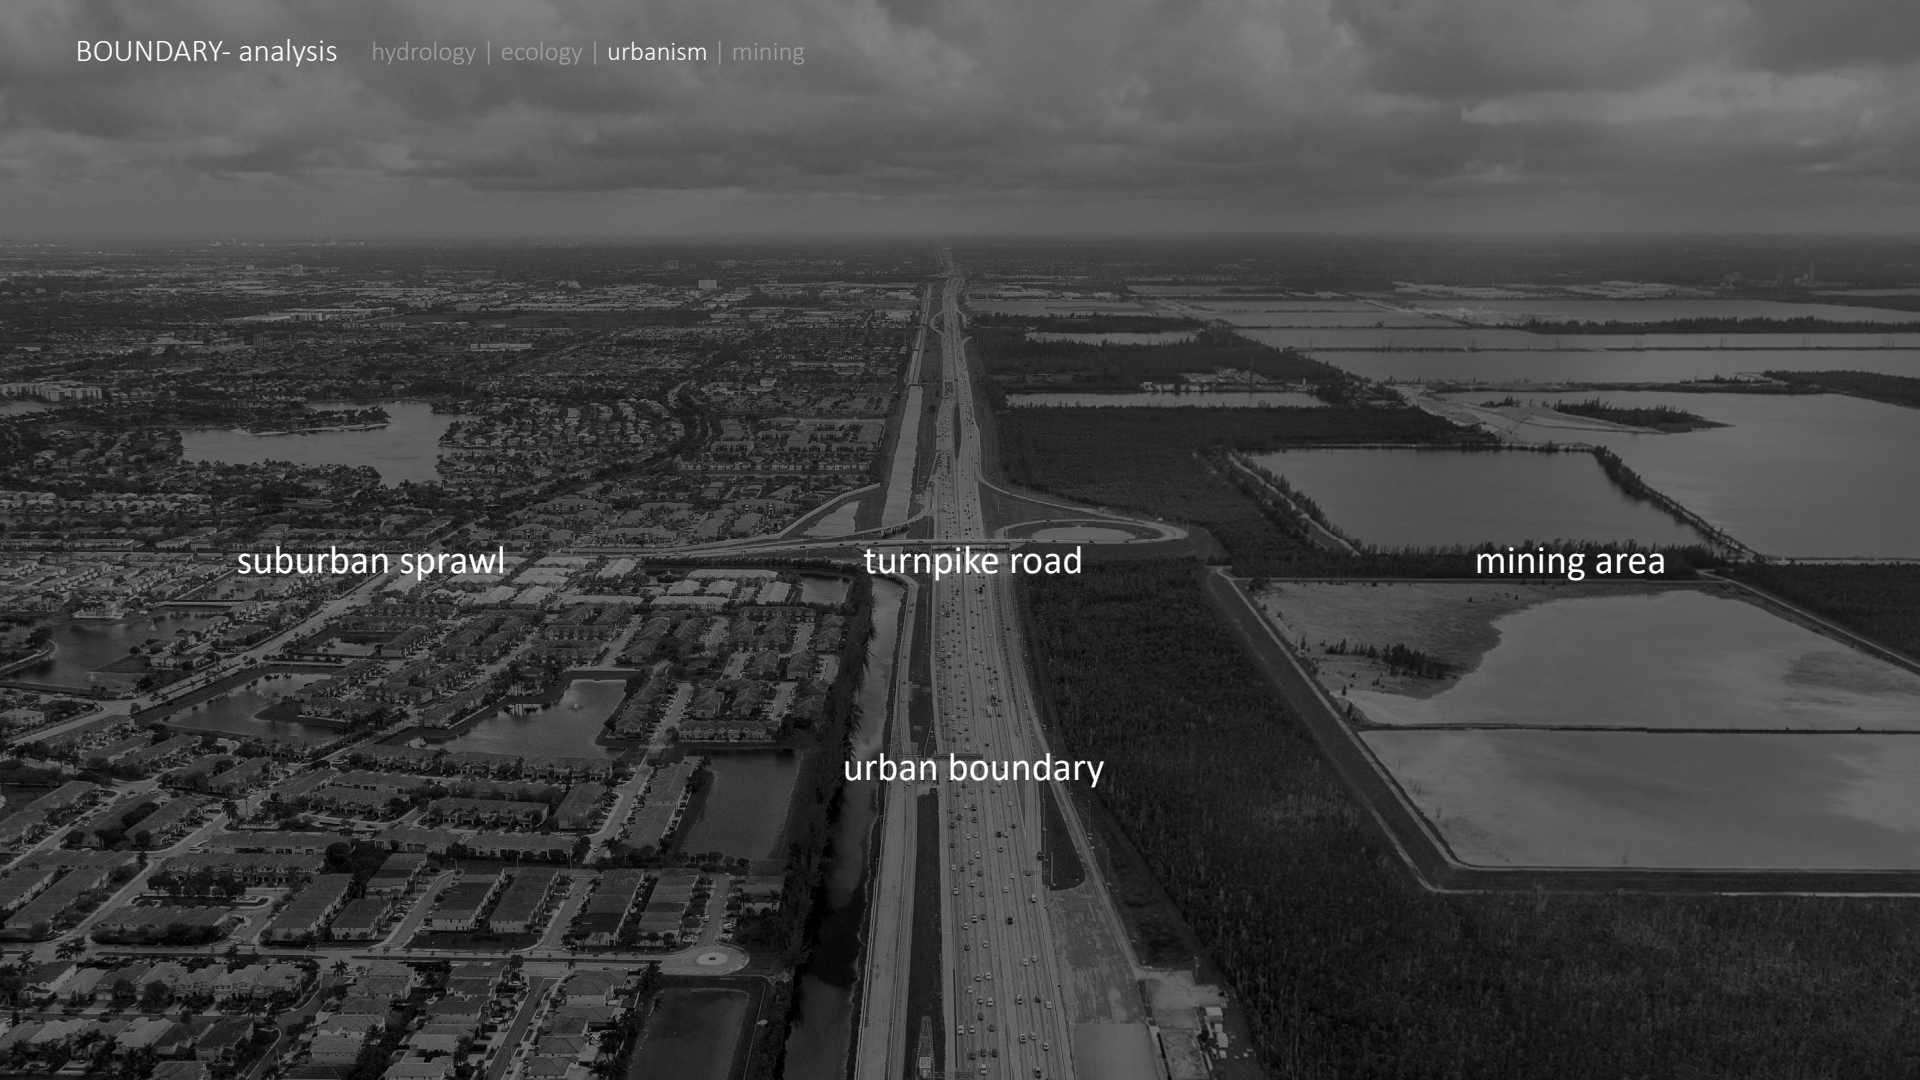 BOUNDARY- analysis hydrology | ecology | urbanism | mining
suburban sprawl
turnpike road
mining area
urban boundary